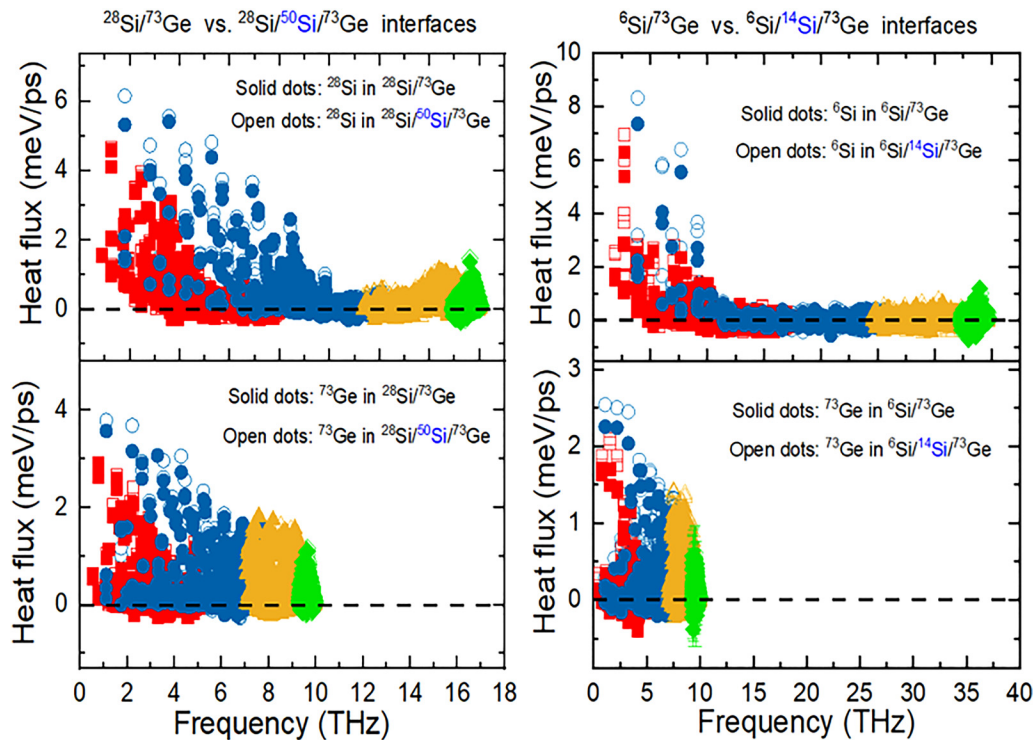 ²⁸Si/⁷³Ge vs. ²⁸Si/⁵⁰Si/⁷³Ge interfaces
⁶Si/⁷³Ge vs. ⁶Si/¹⁴Si/⁷³Ge interfaces
Heat flux (meV/ps)
6
4
2
0
Solid dots: ²⁸Si in ²⁸Si/⁷³Ge
Open dots: ²⁸Si in ²⁸Si/⁵⁰Si/⁷³Ge
Heat flux (meV/ps)
10
8
6
4
2
0
Solid dots: ⁶Si in ⁶Si/⁷³Ge
Open dots: ⁶Si in ⁶Si/¹⁴Si/⁷³Ge
Heat flux (meV/ps)
4
2
0
Solid dots: ⁷³Ge in ²⁸Si/⁷³Ge
Open dots: ⁷³Ge in ²⁸Si/⁵⁰Si/⁷³Ge
0 2 4 6 8 10 12 14 16 18
Frequency (THz)
Heat flux (meV/ps)
3
2
1
0
Solid dots: ⁷³Ge in ⁶Si/⁷³Ge
Open dots: ⁷³Ge in ⁶Si/¹⁴Si/⁷³Ge
0 5 10 15 20 25 30 35 40
Frequency (THz)